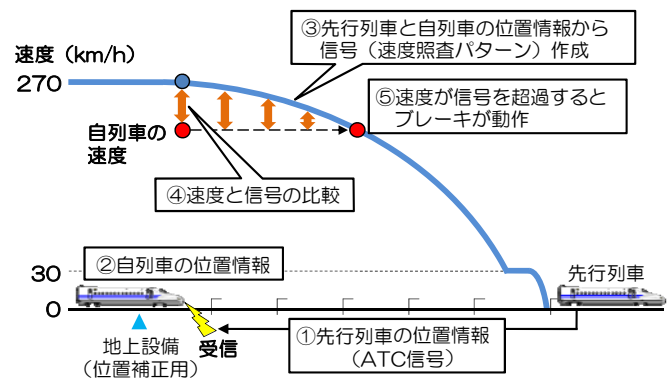 ③先行列車と自列車の位置情報から
信号（速度照査パターン）作成
速度（km/h）
270
⑤速度が信号を超過すると
ブレーキが動作
自列車の
速度
④速度と信号の比較
②自列車の位置情報
30
先行列車
0
①先行列車の位置情報
（ATC信号）
地上設備
（位置補正用）
受信